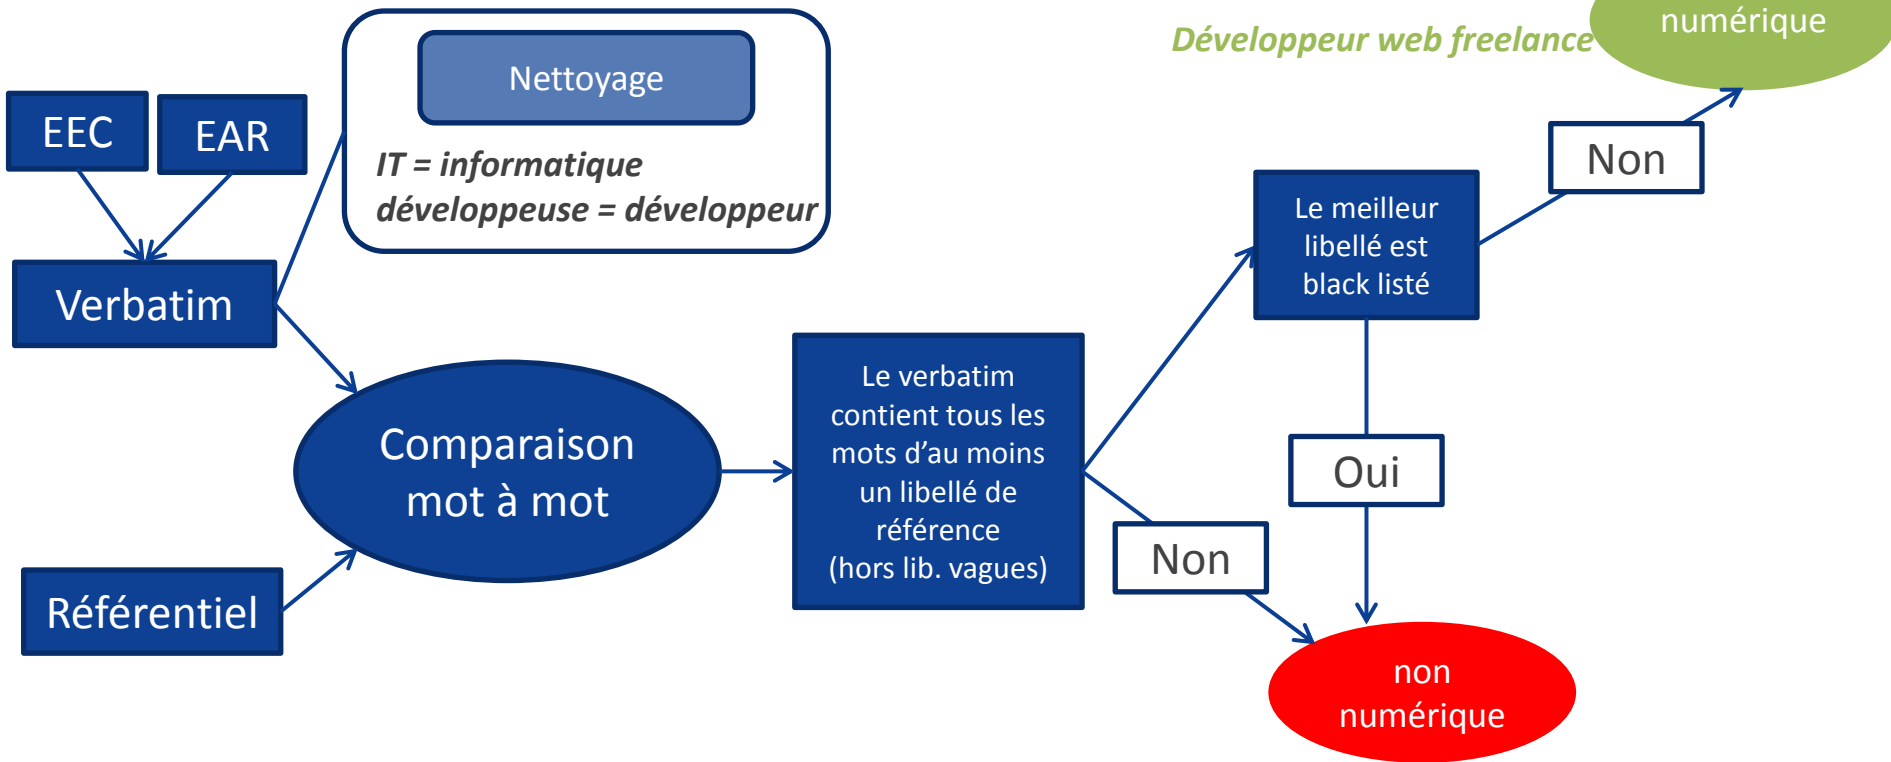 numérique
Développeur web freelance
Nettoyage
EEC
EAR
IT = informatique
développeuse = développeur
Non
Le meilleur
libellé est
black listé
Verbatim
Le verbatim
contient tous les
mots d’au moins
un libellé de
référence
(hors lib. vagues)
Comparaison
mot à mot
Oui
Non
Référentiel
non
numérique